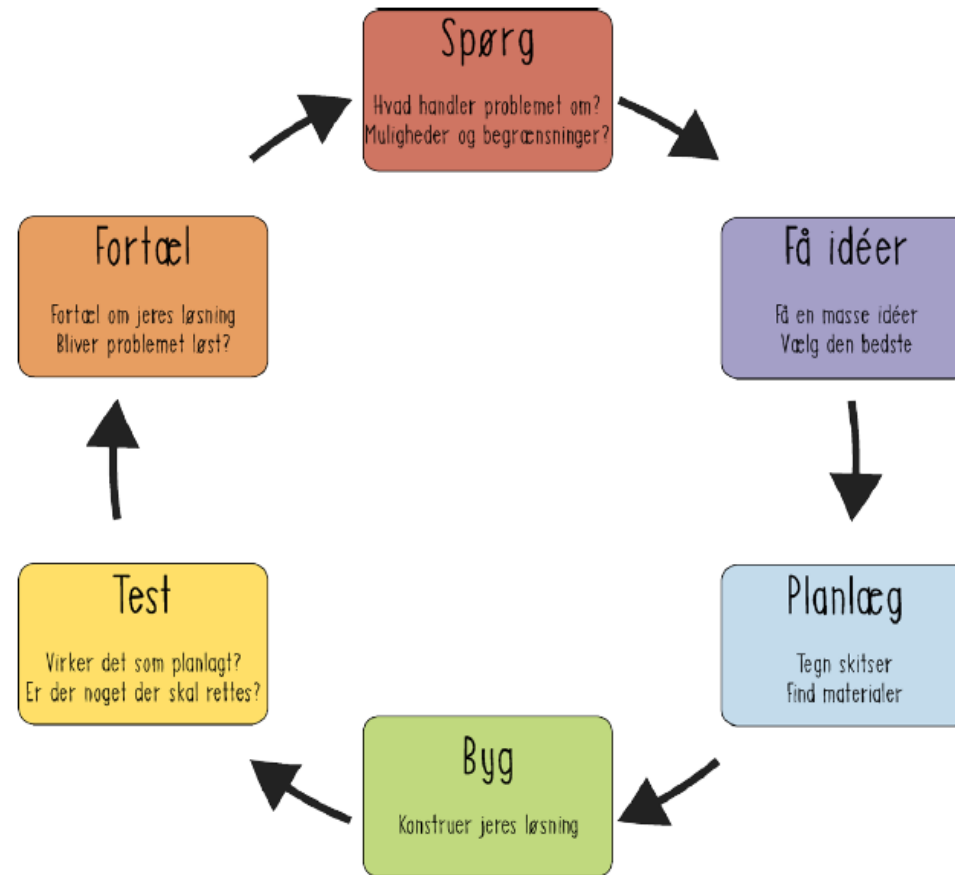 Spørg
Hvad handler problemet om?
Muligheder og begrænsninger?
Få idéer
Få en masse idéer
Vælg den bedste
Planlæg
Tegn skitser
Find materialer
Byg
Konstruer jeres løsning
Test
Virker det som planlagt?
Er der noget der skal rettes?
Fortæl
Fortæl om jeres løsning
Bliver problemet løst?